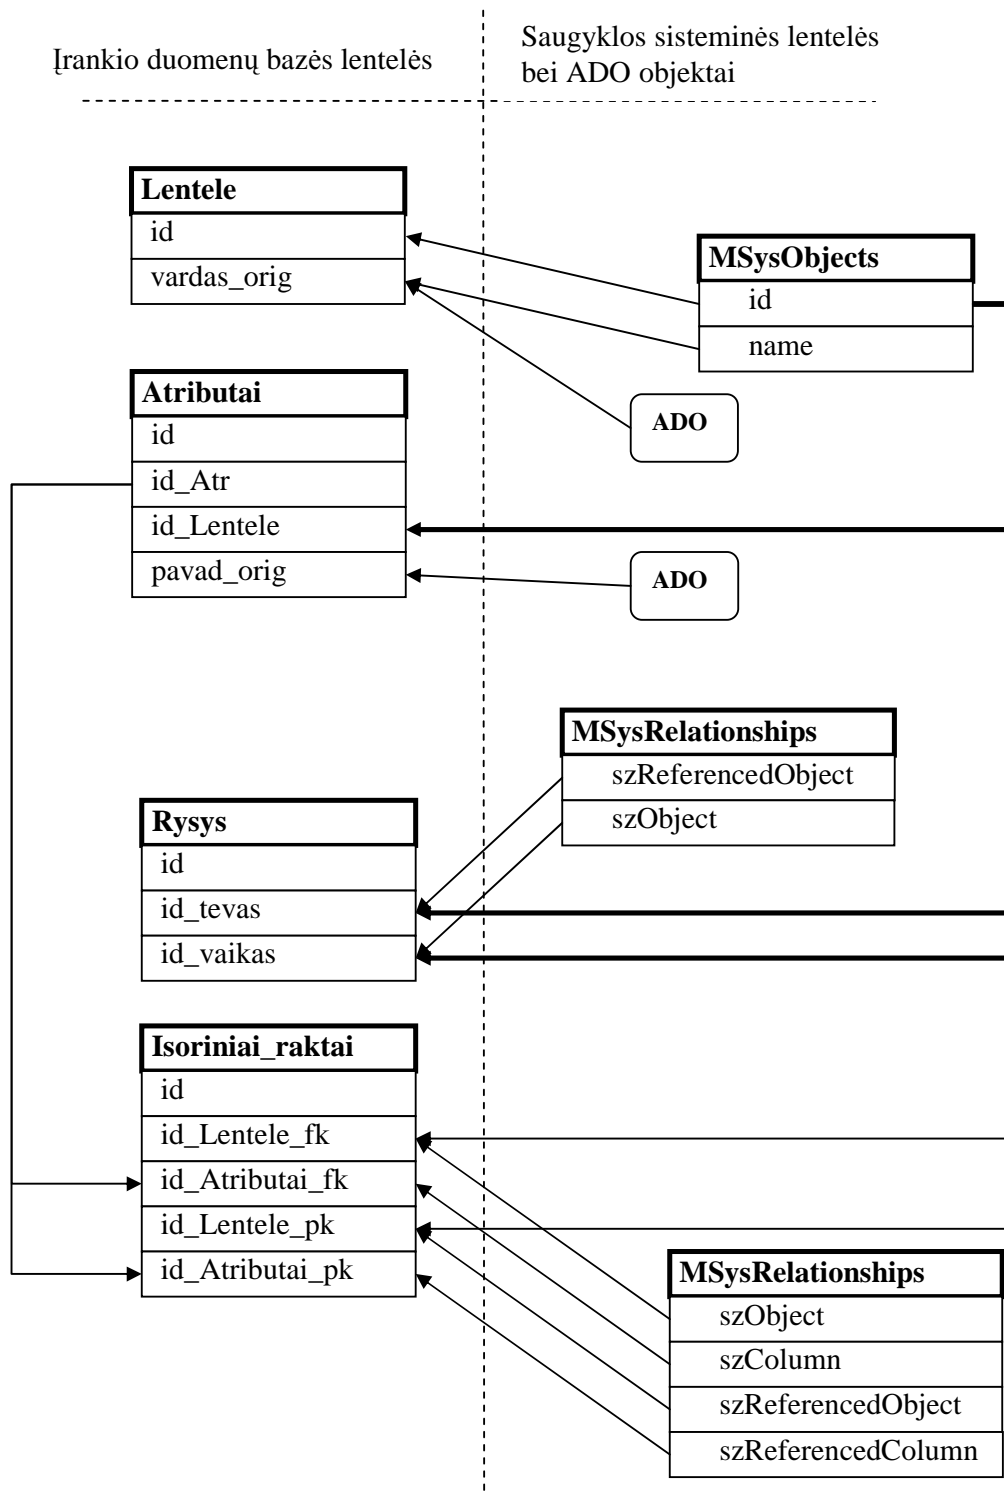 Įrankio duomenų bazės lentelės
Saugyklos sisteminės lentelės
bei ADO objektai
Lentele
id
vardas_orig
MSysObjects
id
name
ADO
Atributai
id
id_Atr
id_Lentele
pavad_orig
ADO
MSysRelationships
szReferencedObject
szObject
Rysys
id
id_tevas
id_vaikas
Isoriniai_raktai
id
id_Lentele_fk
id_Atributai_fk
id_Lentele_pk
id_Atributai_pk
MSysRelationships
szObject
szColumn
szReferencedObject
szReferencedColumn